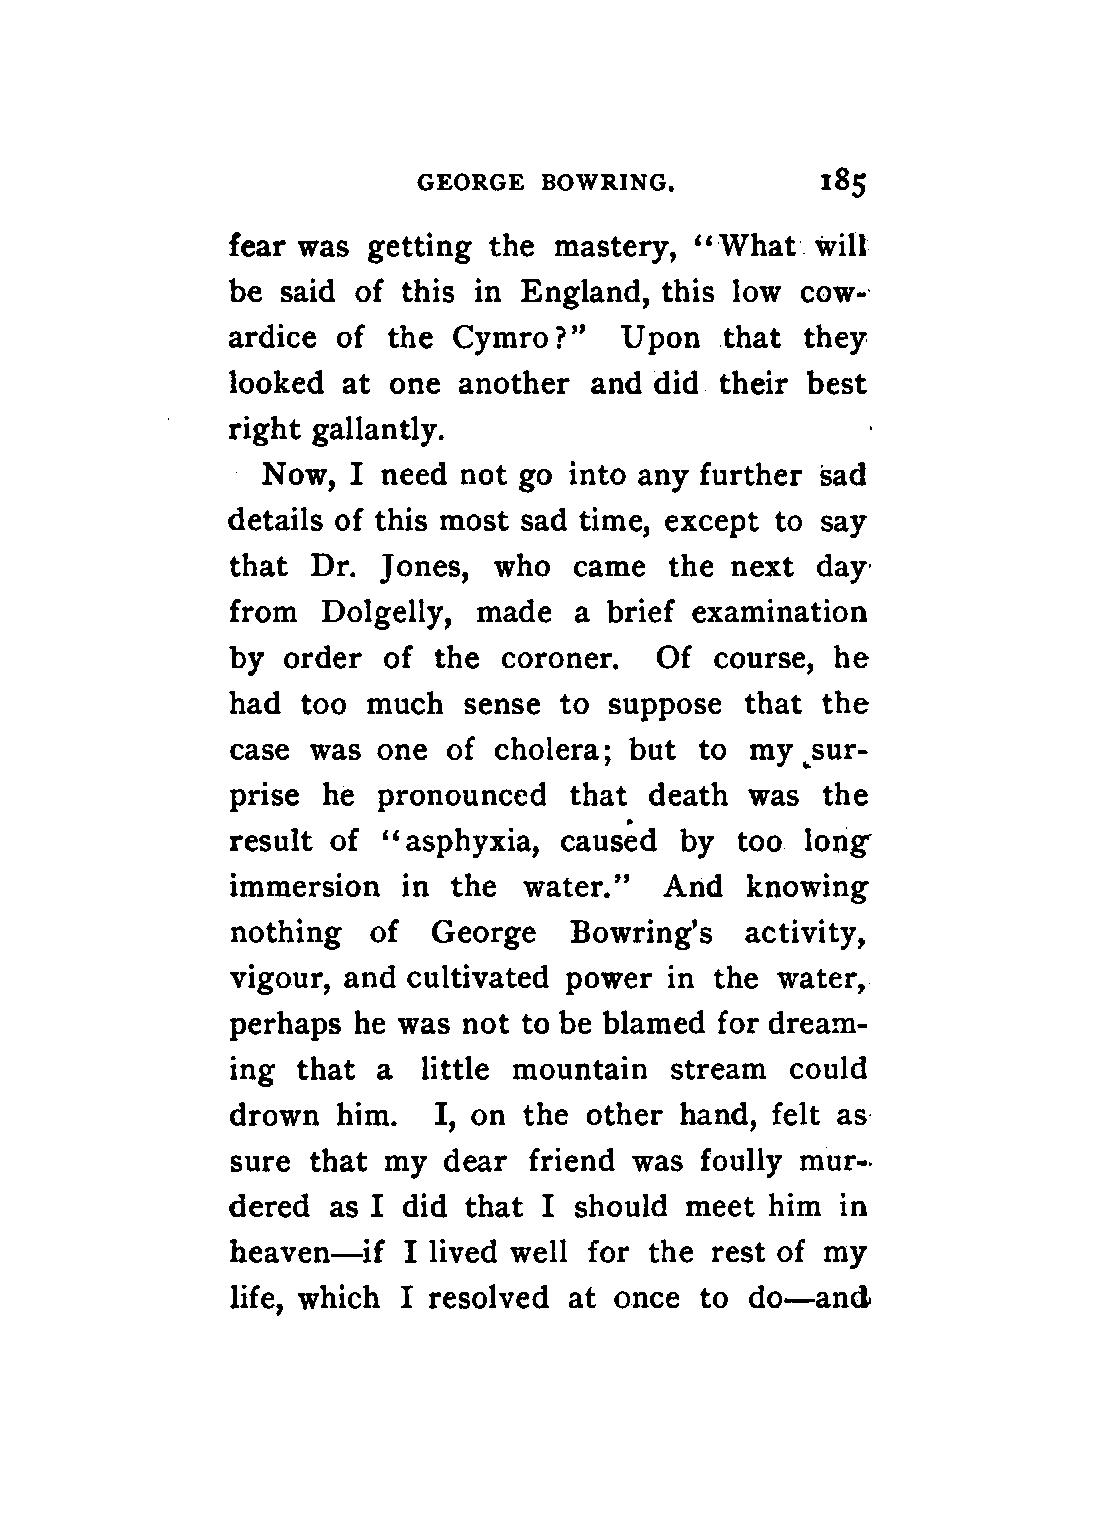 GEORGE BOWRING. 185
fear was getting the mastery, “What will
be said of this in England, this low cow-
ardice of the Cymro?” Upon that they
looked at one another and did their best
right gallantly.
Now, I need not go into any further sad
details of this most sad time, except to say
that Dr. Jones, who came the next day
from Dolgelly, made a brief examination
by order of the coroner. Of course, he
had too much sense to suppose that the
case was one of cholera; but to my sur-
prise he pronounced that death was the
result of “asphyxia, caused by too long
immersion in the water.” And knowing
nothing of George Bowring's activity,
vigour, and cultivated power in the water,
perhaps he was not to be blamed for dream-
ing that a little mountain stream could
drown him. I, on the other hand, felt as
sure that my dear friend was foully mur-
dered as I did that I should meet him in
heaven—if I lived well for the rest of my
life, which I resolved at once to do—and